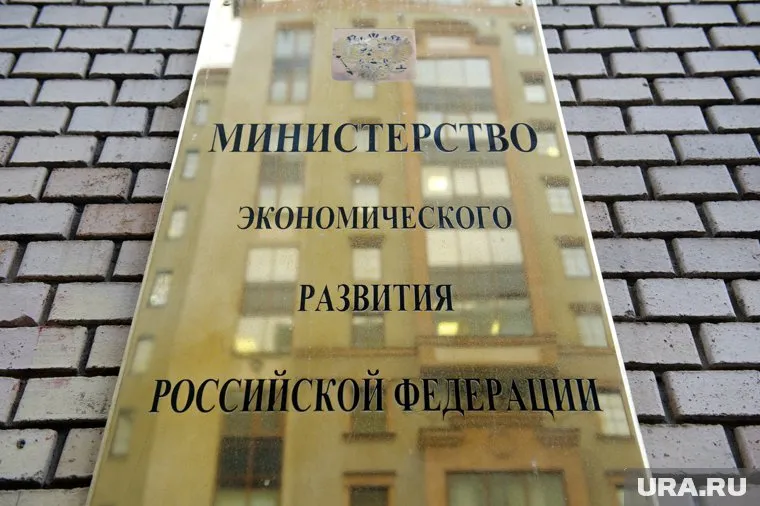 МИНИСТЕРСТВО
ЭКОНОМИЧЕСКОГО
РАЗВИТИЯ
РОССИЙСКОЙ ФЕДЕРАЦИИ
URA.RU